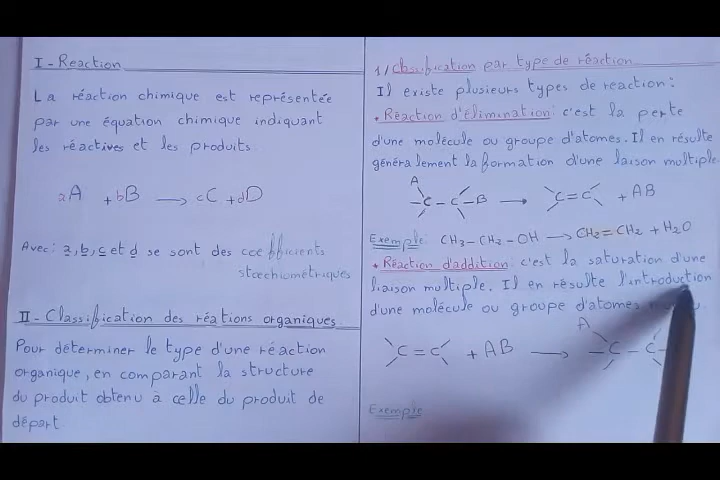 I - Reaction
La réaction chimique est représentée
par une équation chimique indiquant
les réactives et les produits.
aA + bB → cC + dD
Avec: a, b, c et d se sont des coefficients
stœchiométriques
II - Classification des réations organiques.
Pour déterminer le type d'une réaction
organique, en comparant la structure
du produit obtenu à celle du produit de
départ
1/ Classification par type de réaction
Il existe plusieurs types de reaction:
• Réaction d'élimination: c'est la perte
d'une molécule ou groupe d'atomes. Il en résulte
généralement la formation d'une laison multiple.
A
- C - C - B → C = C + AB
Exemple: CH3-CH2-OH → CH2=CH2 + H2O
• Réaction d'addition: c'est la saturation d'une
liaison multiple. Il en résulte l'introduction
d'une molécule ou groupe d'atomes
A
C = C + AB → - C - C -
Exemple